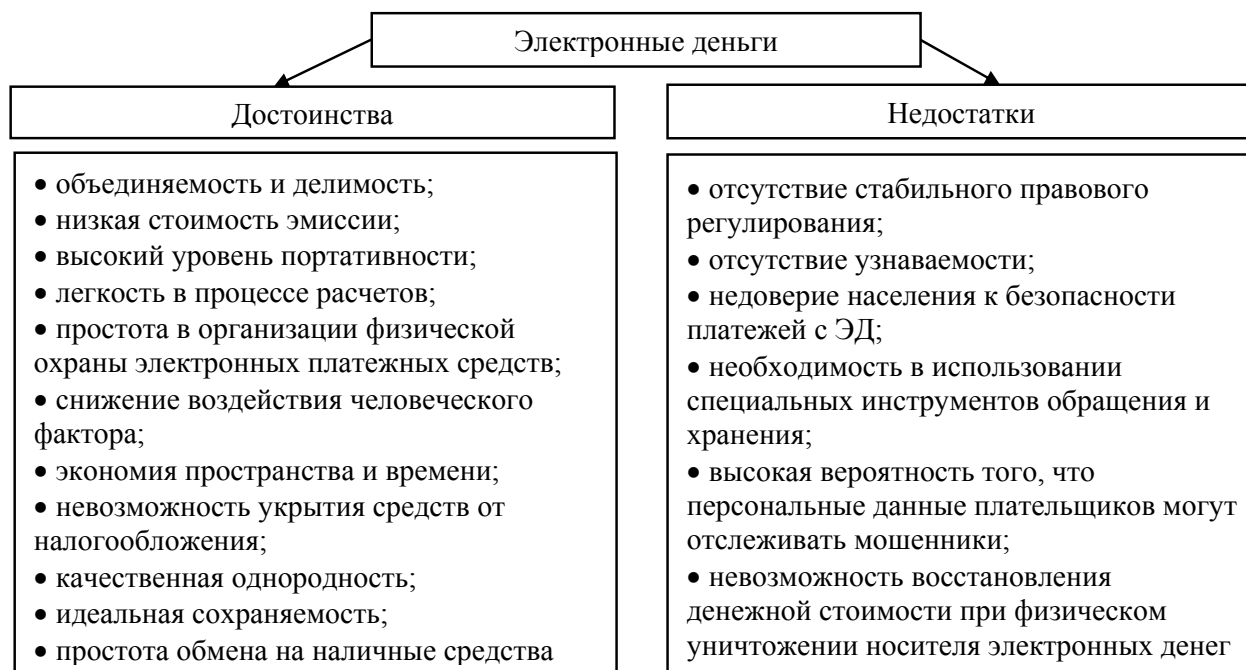 Электронные деньги
Достоинства
• объединяемость и делимость;
• низкая стоимость эмиссии;
• высокий уровень портативности;
• легкость в процессе расчетов;
• простота в организации физической
охраны электронных платежных средств;
• снижение воздействия человеческого
фактора;
• экономия пространства и времени;
• невозможность укрытия средств от
налогообложения;
• качественная однородность;
• идеальная сохраняемость;
• простота обмена на наличные средства
Недостатки
• отсутствие стабильного правового
регулирования;
• отсутствие узнаваемости;
• недоверие населения к безопасности
платежей с ЭД;
• необходимость в использовании
специальных инструментов обращения и
хранения;
• высокая вероятность того, что
персональные данные плательщиков могут
отслеживать мошенники;
• невозможность восстановления
денежной стоимости при физическом
уничтожении носителя электронных денег